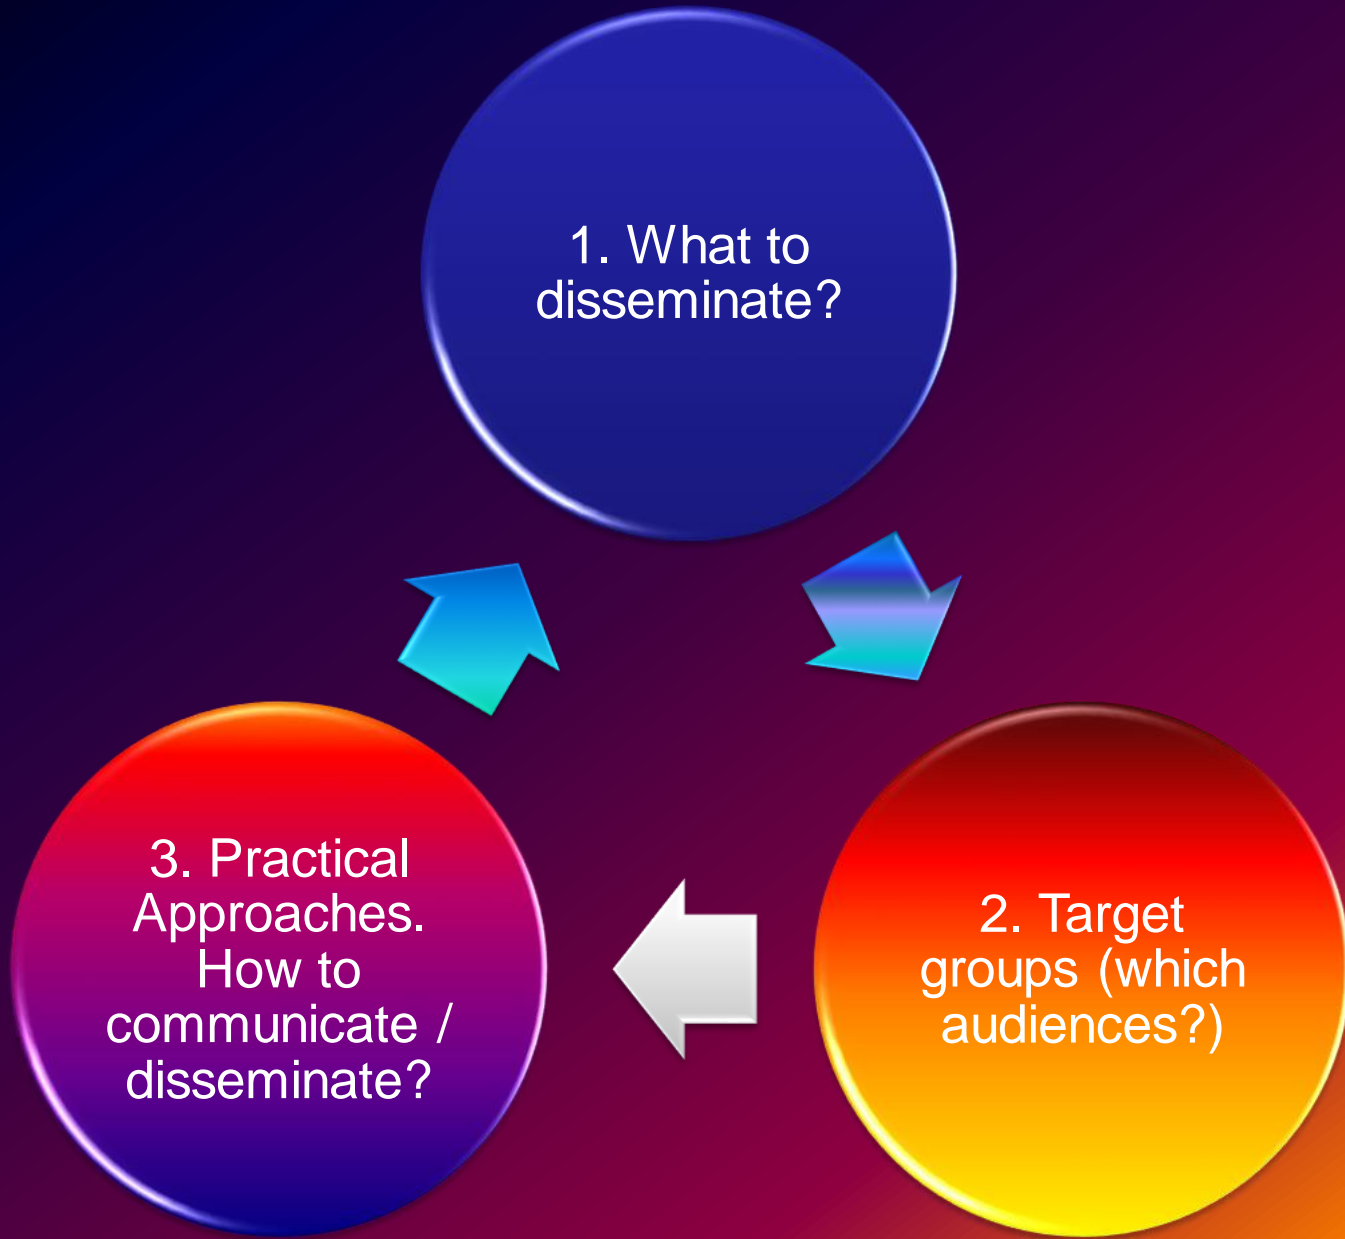 1. What to
disseminate?
2. Target
groups (which
audiences?)
3. Practical
Approaches.
How to
communicate /
disseminate?